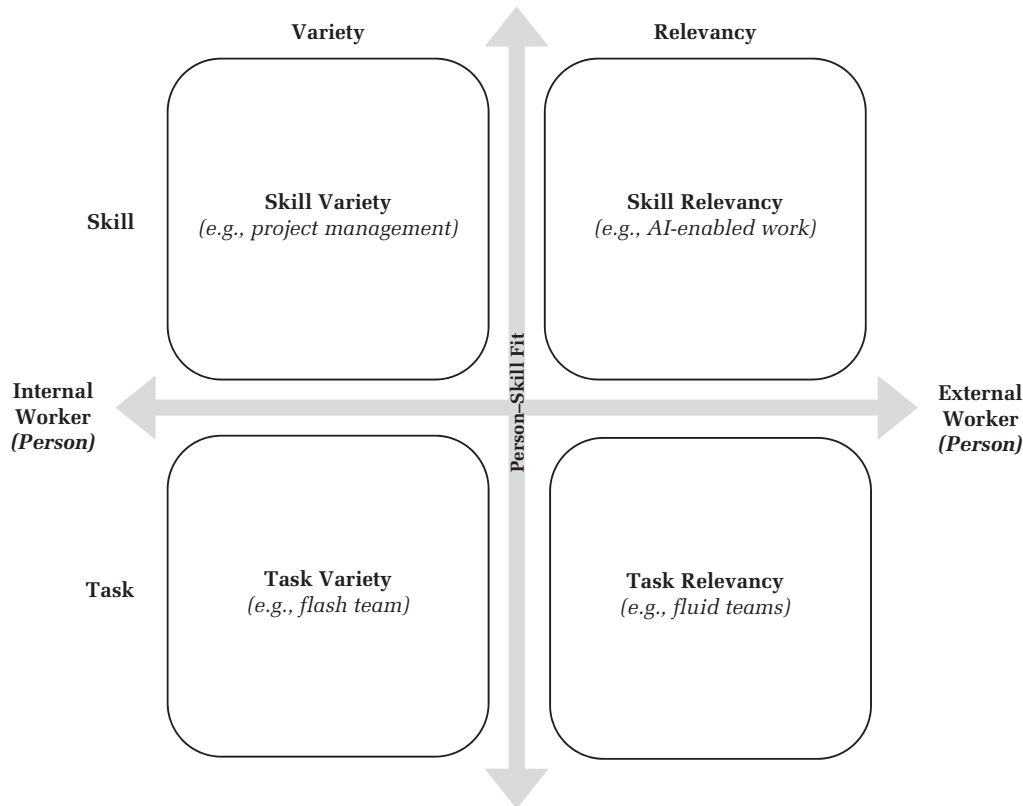 Variety
Relevancy
Skill
Skill Variety
(e.g., project management)
Skill Relevancy
(e.g., AI-enabled work)
Person–Skill Fit
Internal
Worker
(Person)
External
Worker
(Person)
Task
Task Variety
(e.g., flash team)
Task Relevancy
(e.g., fluid teams)